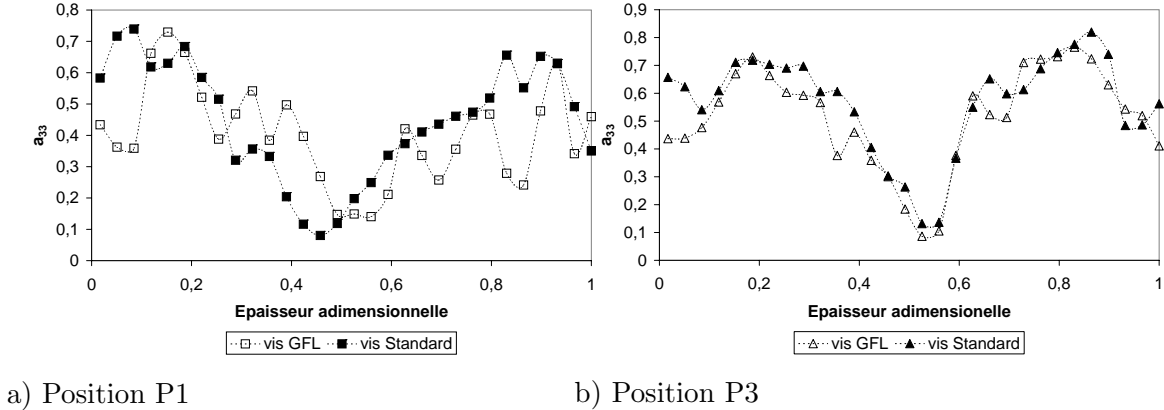 0,8
0,7
0,6
0,5
0,4
0,3
0,2
0,1
0
a33
0 0,2 0,4 0,6 0,8 1
Epaisseur adimensionnelle
vis GFL vis Standard
a) Position P1
0,9
0,8
0,7
0,6
0,5
0,4
0,3
0,2
0,1
0
a33
0 0,2 0,4 0,6 0,8 1
Epaisseur adimensionnelle
vis GFL vis Standard
b) Position P3